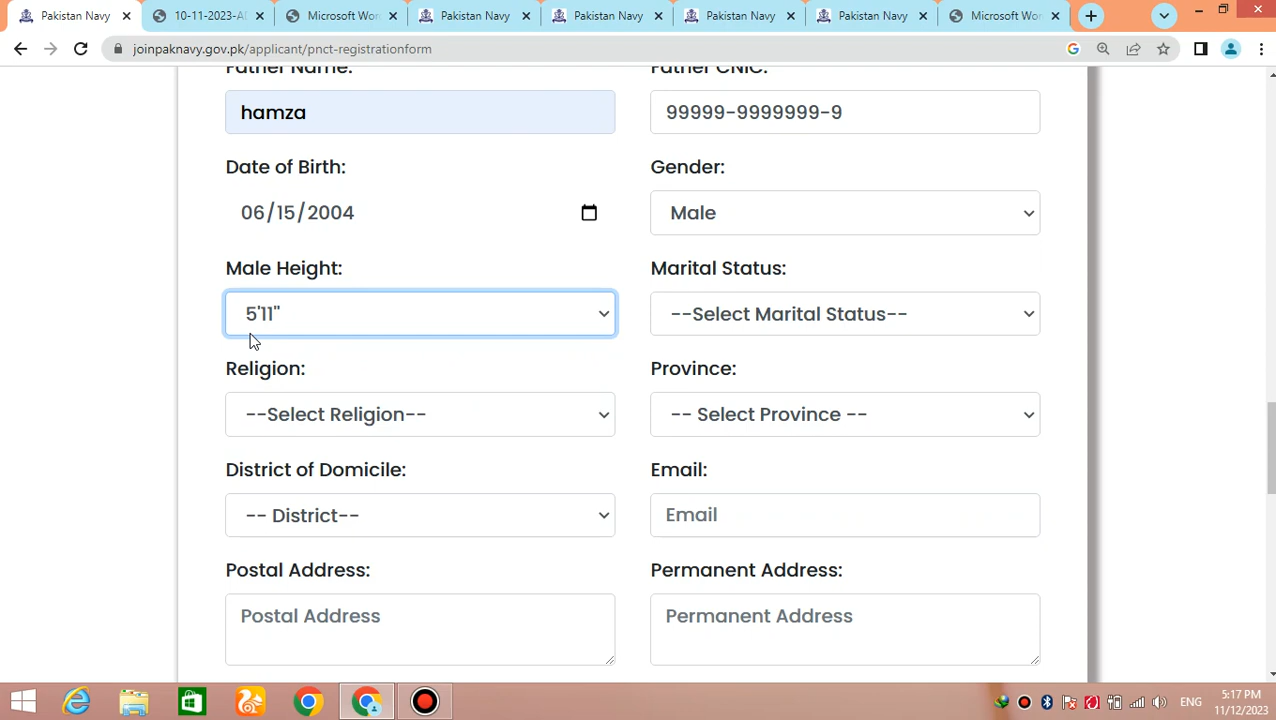 Pakistan Navy
10-11-2023-AD
Microsoft Wor
Pakistan Navy
Pakistan Navy
Pakistan Navy
Pakistan Navy
Microsoft Wor
joinpaknavy.gov.pk/applicant/pnct-registrationform
Father Name:
Father CNIC:
hamza
99999-9999999-9
Date of Birth:
Gender:
06/15/2004
Male
Male Height:
Marital Status:
5'11"
--Select Marital Status--
Religion:
Province:
--Select Religion--
-- Select Province --
District of Domicile:
Email:
-- District--
Email
Postal Address:
Permanent Address:
Postal Address
Permanent Address
ENG
5:17 PM
11/12/2023